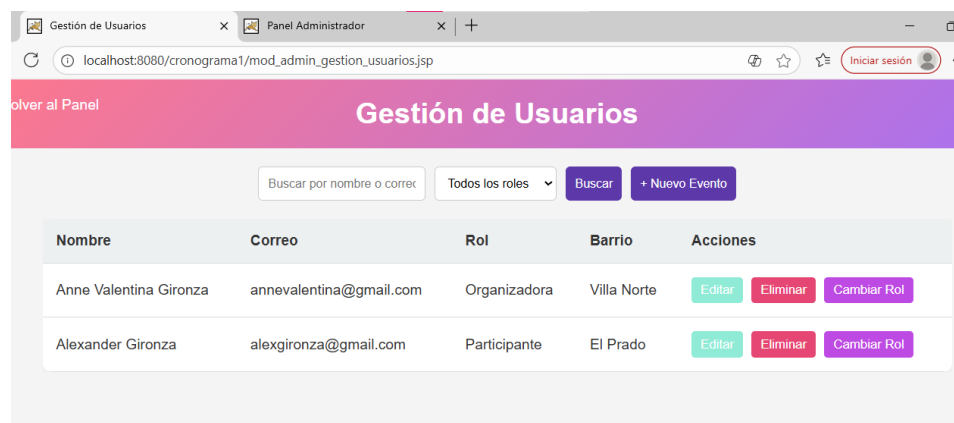 Gestión de Usuarios Panel Administrador
localhost:8080/cronograma1/mod_admin_gestion_usuarios.jsp Iniciar sesión
olver al Panel Gestión de Usuarios
Buscar por nombre o correc Todos los roles Buscar + Nuevo Evento
Nombre Correo Rol Barrio Acciones
Anne Valentina Gironza annevalentina@gmail.com Organizadora Villa Norte Editar Eliminar Cambiar Rol
Alexander Gironza alexgironza@gmail.com Participante El Prado Editar Eliminar Cambiar Rol